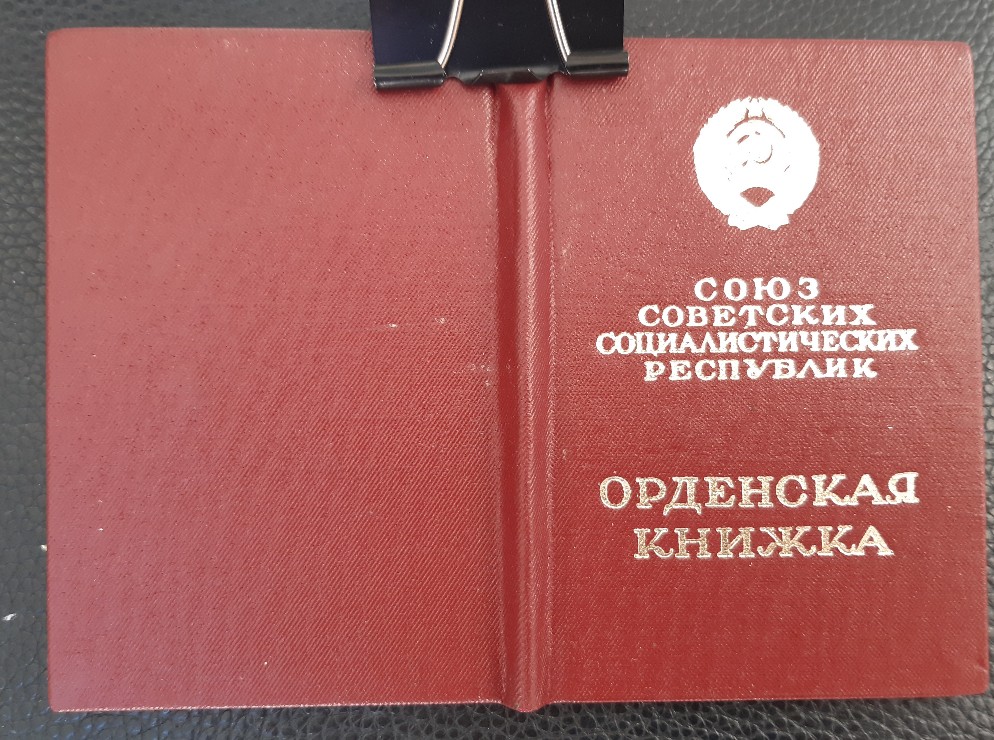 СОЮЗ
СОВЕТСКИХ
СОЦИАЛИСТИЧЕСКИХ
РЕСПУБЛИК
ОРДЕНСКАЯ
КНИЖКА